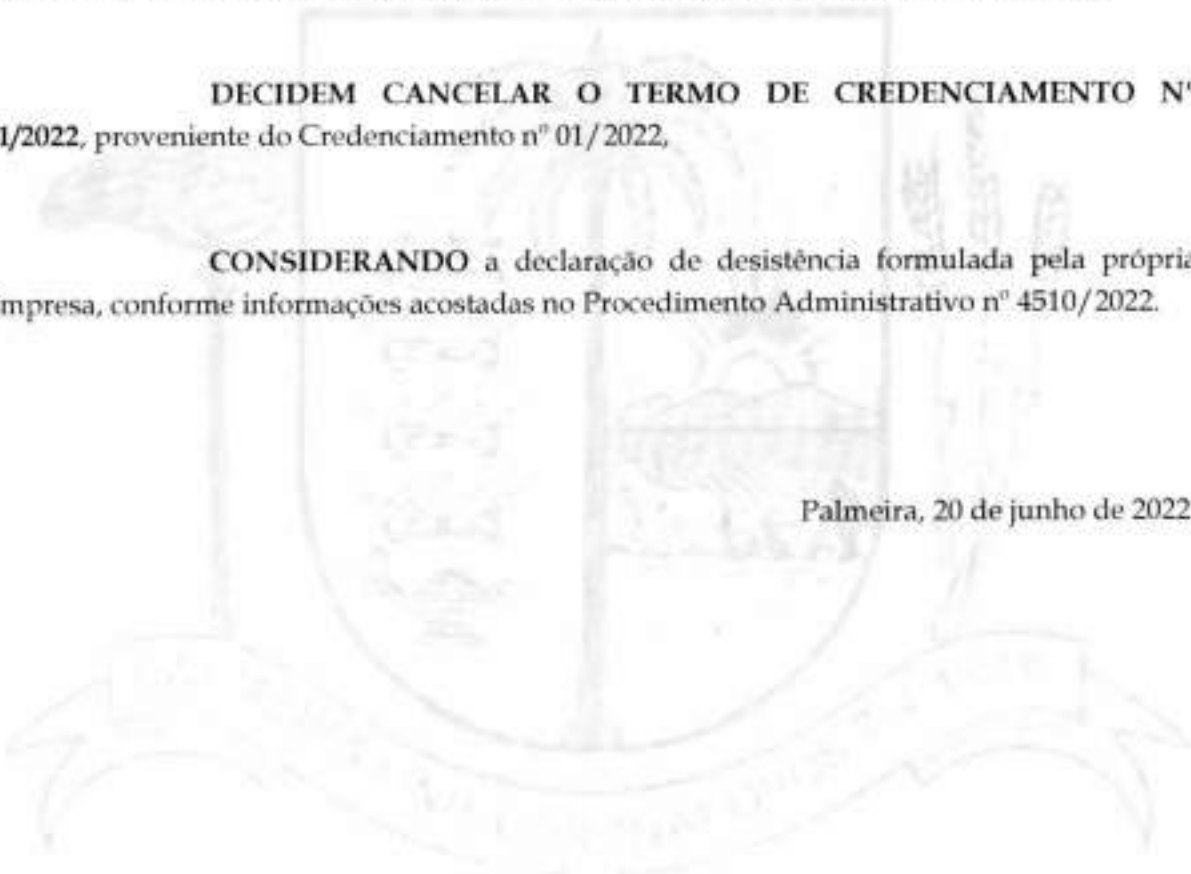 DECIDEM CANCELAR O TERMO DE CREDENCIAMENTO Nº
1/2022, proveniente do Credenciamento nº 01/2022,
CONSIDERANDO a declaração de desistência formulada pela própria
mpresa, conforme informações acostadas no Procedimento Administrativo nº 4510/2022.
Palmeira, 20 de junho de 2022